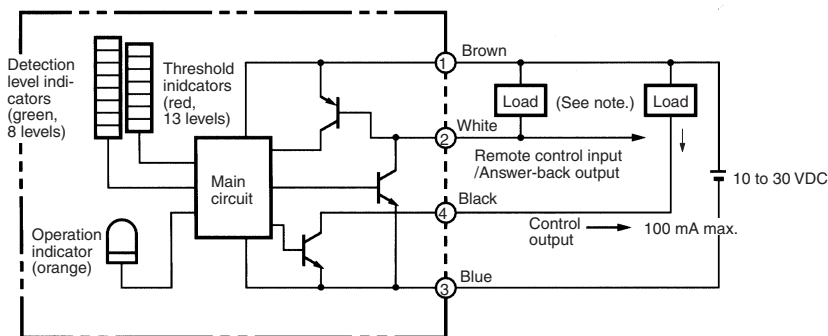 Detection
level indi-
cators
(green,
8 levels)
Threshold
inidcators
(red,
13 levels)
Main
circuit
Operation
indicator
(orange)
1
Brown
Load
(See note.)
Load
2
White
Remote control input
/Answer-back output
10 to 30 VDC
4
Black
Control
output
100 mA max.
3
Blue